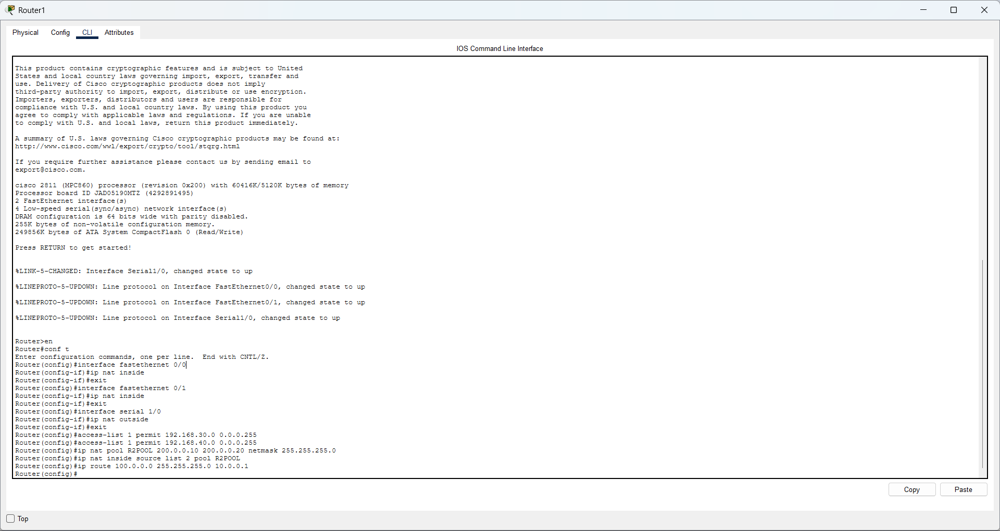 Router1
Physical Config CLI Attributes
IOS Command Line Interface
This product contains cryptographic features and is subject to United
States and local country laws governing import, export, transfer and
use. Delivery of Cisco cryptographic products does not imply
third-party authority to import, export, distribute or use encryption.
Importers, exporters, distributors and users are responsible for
compliance with U.S. and local country laws. By using this product you
agree to comply with applicable laws and regulations. If you are unable
to comply with U.S. and local laws, return this product immediately.
A summary of U.S. laws governing Cisco cryptographic products may be found at:
http://www.cisco.com/wwl/export/crypto/tool/stqrg.html
If you require further assistance please contact us by sending email to
export@cisco.com.
cisco 2811 (MPC860) processor (revision 0x200) with 60416K/5120K bytes of memory
Processor board ID JAD05190MTZ (4292891495)
2 FastEthernet interface(s)
4 Low-speed serial(sync/async) network interface(s)
DRAM configuration is 64 bits wide with parity disabled.
255K bytes of non-volatile configuration memory.
249856K bytes of ATA System CompactFlash 0 (Read/Write)
Press RETURN to get started!
%LINK-5-CHANGED: Interface Serial1/0, changed state to up
%LINEPROTO-5-UPDOWN: Line protocol on Interface FastEthernet0/0, changed state to up
%LINEPROTO-5-UPDOWN: Line protocol on Interface FastEthernet0/1, changed state to up
%LINEPROTO-5-UPDOWN: Line protocol on Interface Serial1/0, changed state to up
Router>en
Router#conf t
Enter configuration commands, one per line.  End with CNTL/Z.
Router(config)#interface fastethernet 0/0
Router(config-if)#ip nat inside
Router(config-if)#exit
Router(config)#interface fastethernet 0/1
Router(config-if)#ip nat inside
Router(config-if)#exit
Router(config)#interface serial 1/0
Router(config-if)#ip nat outside
Router(config-if)#exit
Router(config)#access-list 1 permit 192.168.30.0 0.0.0.255
Router(config)#access-list 1 permit 192.168.40.0 0.0.0.255
Router(config)#ip nat pool R2POOL 200.0.0.10 200.0.0.20 netmask 255.255.255.0
Router(config)#ip nat inside source list 2 pool R2POOL
Router(config)#ip route 100.0.0.0 255.255.255.0 10.0.0.1
Router(config)#
Copy Paste
Top